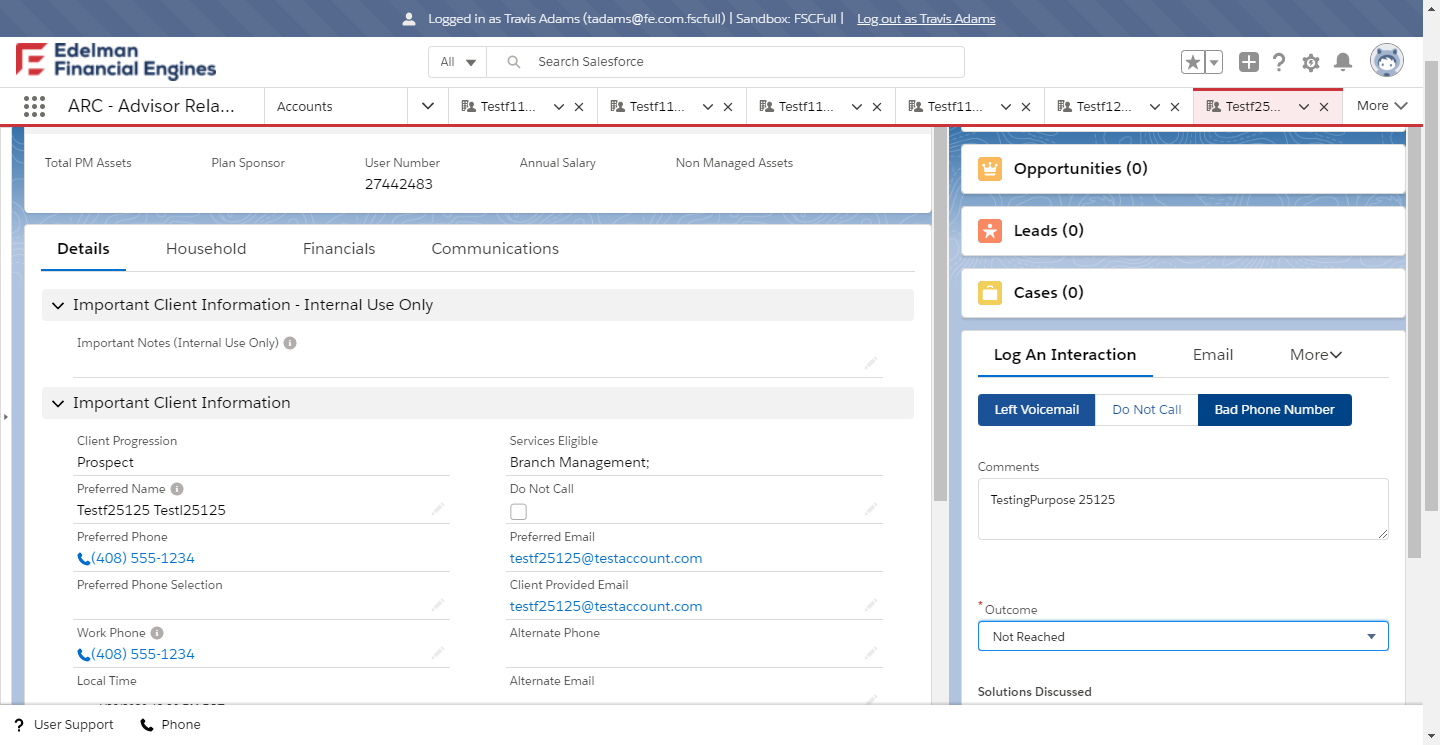 Logged in as Travis Adams (tadams@fe.com.fscfull) | Sandbox: FSCFull | Log out as Travis Adams
Edelman
Financial Engines
All
Search Salesforce
ARC - Advisor Rela...
Accounts
Testf11...
Testf11...
Testf11...
Testf11...
Testf12...
Testf25...
More
Total PM Assets
Plan Sponsor
User Number
Annual Salary
Non Managed Assets
27442483
Details
Household
Financials
Communications
Important Client Information - Internal Use Only
Important Notes (Internal Use Only)
Important Client Information
Client Progression
Prospect
Services Eligible
Branch Management;
Preferred Name
Testf25125 Testl25125
Do Not Call
Preferred Phone
(408) 555-1234
Preferred Email
testf25125@testaccount.com
Preferred Phone Selection
Client Provided Email
testf25125@testaccount.com
Work Phone
(408) 555-1234
Alternate Phone
Local Time
Alternate Email
Opportunities (0)
Leads (0)
Cases (0)
Log An Interaction
Email
More
Left Voicemail
Do Not Call
Bad Phone Number
Comments
TestingPurpose 25125
* Outcome
Not Reached
Solutions Discussed
? User Support
Phone